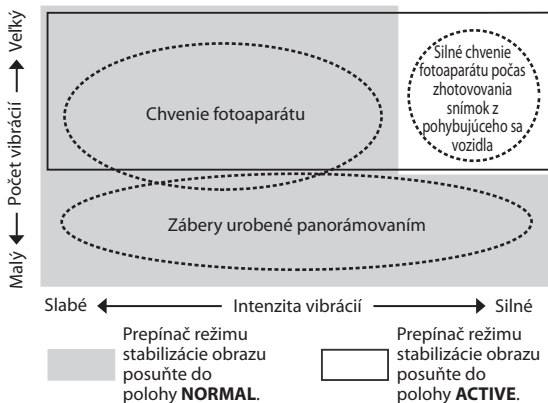 Malý
Počet vibrácií
Veľký
Chvenie fotoaparátu
Silné chvenie
fotoaparátu počas
zhotovovania
snímok z
pohybujúceho sa
vozidla
Zábery urobené panorámovaním
Slabé
Intenzita vibrácií
Silné
Prepínač režimu
stabilizácie obrazu
posuňte do
polohy NORMAL.
Prepínač režimu
stabilizácie obrazu
posuňte do
polohy ACTIVE.